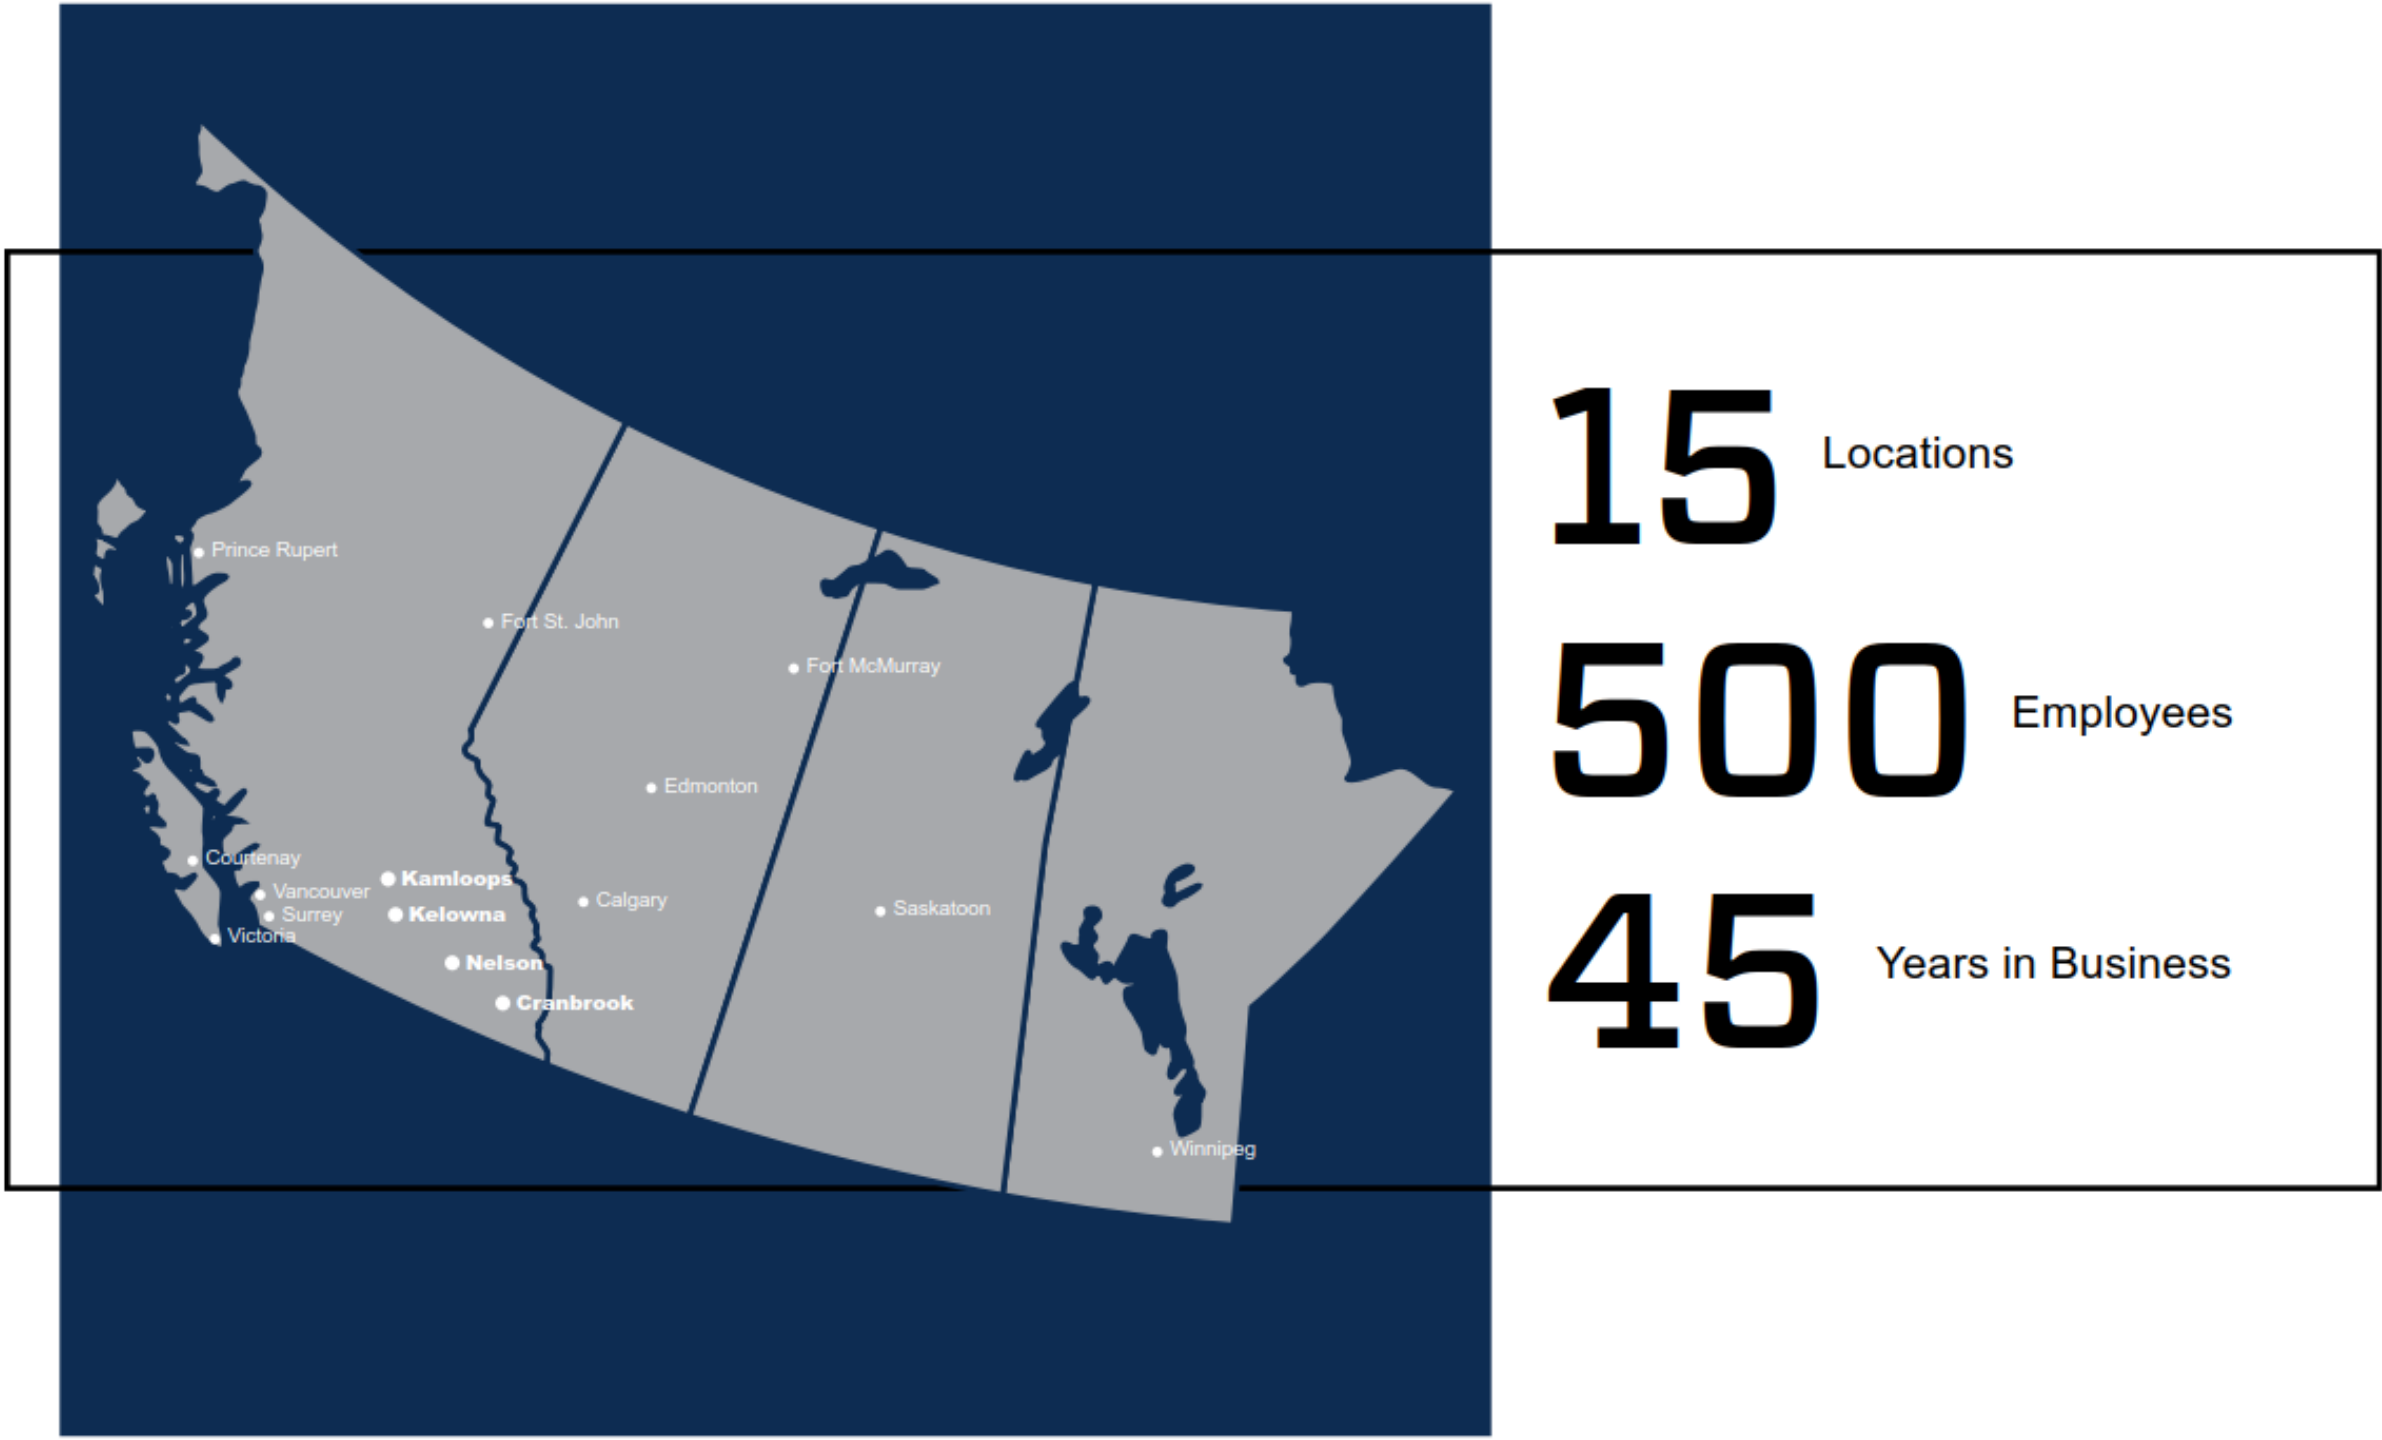 Prince Rupert
Fort St. John
Fort McMurray
Edmonton
Courtenay
Kamloops
Vancouver
Calgary
Saskatoon
Surrey
Kelowna
Victoria
Nelson
Cranbrook
Winnipeg
15 Locations
500 Employees
45 Years in Business